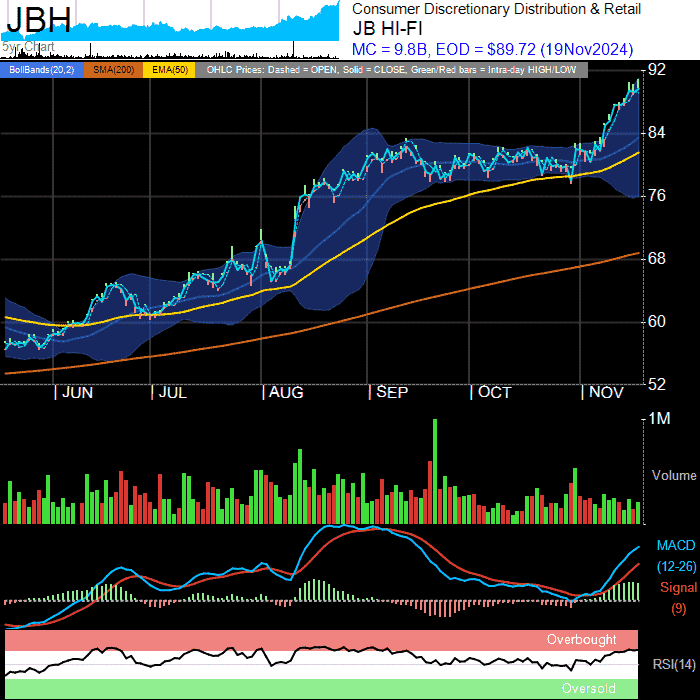 JBH
5yr Chart
Consumer Discretionary Distribution & Retail
JB HI-FI
MC = 9.8B, EOD = $89.72 (19Nov2024)
BollBands(20,2) SMA(200) EMA(50) OHLC Prices: Dashed = OPEN, Solid = CLOSE, Green/Red bars = Intra-day HIGH/LOW
92
84
76
68
60
52
JUN JUL AUG SEP OCT NOV
1M
Volume
MACD
(12-26)
Signal
(9)
Overbought
RSI(14)
Oversold